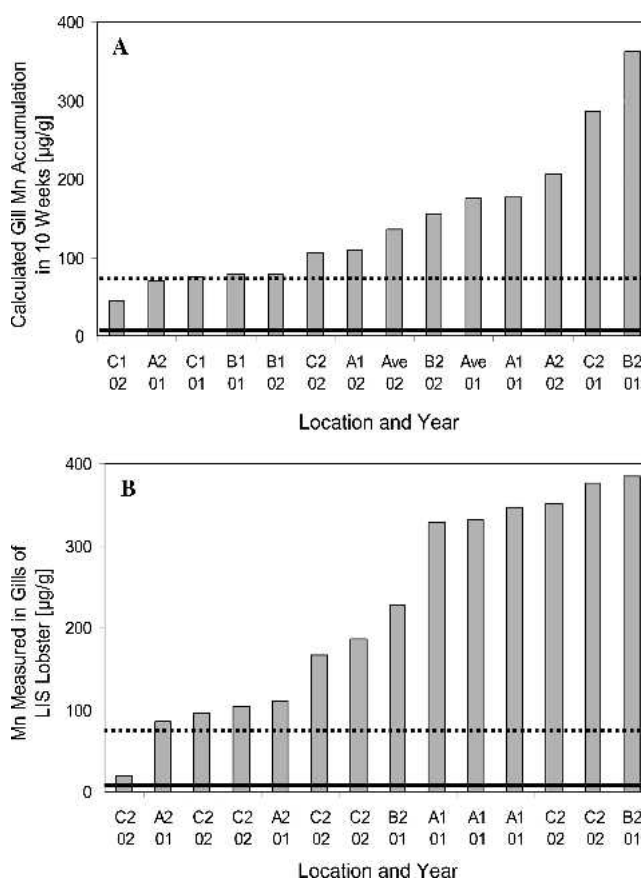 A
Calculated Gill Mn Accumulation
in 10 Weeks [µg/g]
400
300
200
100
0
C1 A2 C1 B1 B1 C2 A1 Ave B2 Ave A1 A2 C2 B2
02 01 01 01 02 02 02 02 02 01 01 02 01 01
Location and Year
B
Mn Measured in Gills of
LIS Lobster [µg/g]
400
300
200
100
0
C2 A2 C2 C2 A2 C2 C2 B2 A1 A1 A1 C2 C2 B2
02 01 02 02 01 02 02 01 01 01 01 02 02 01
Location and Year